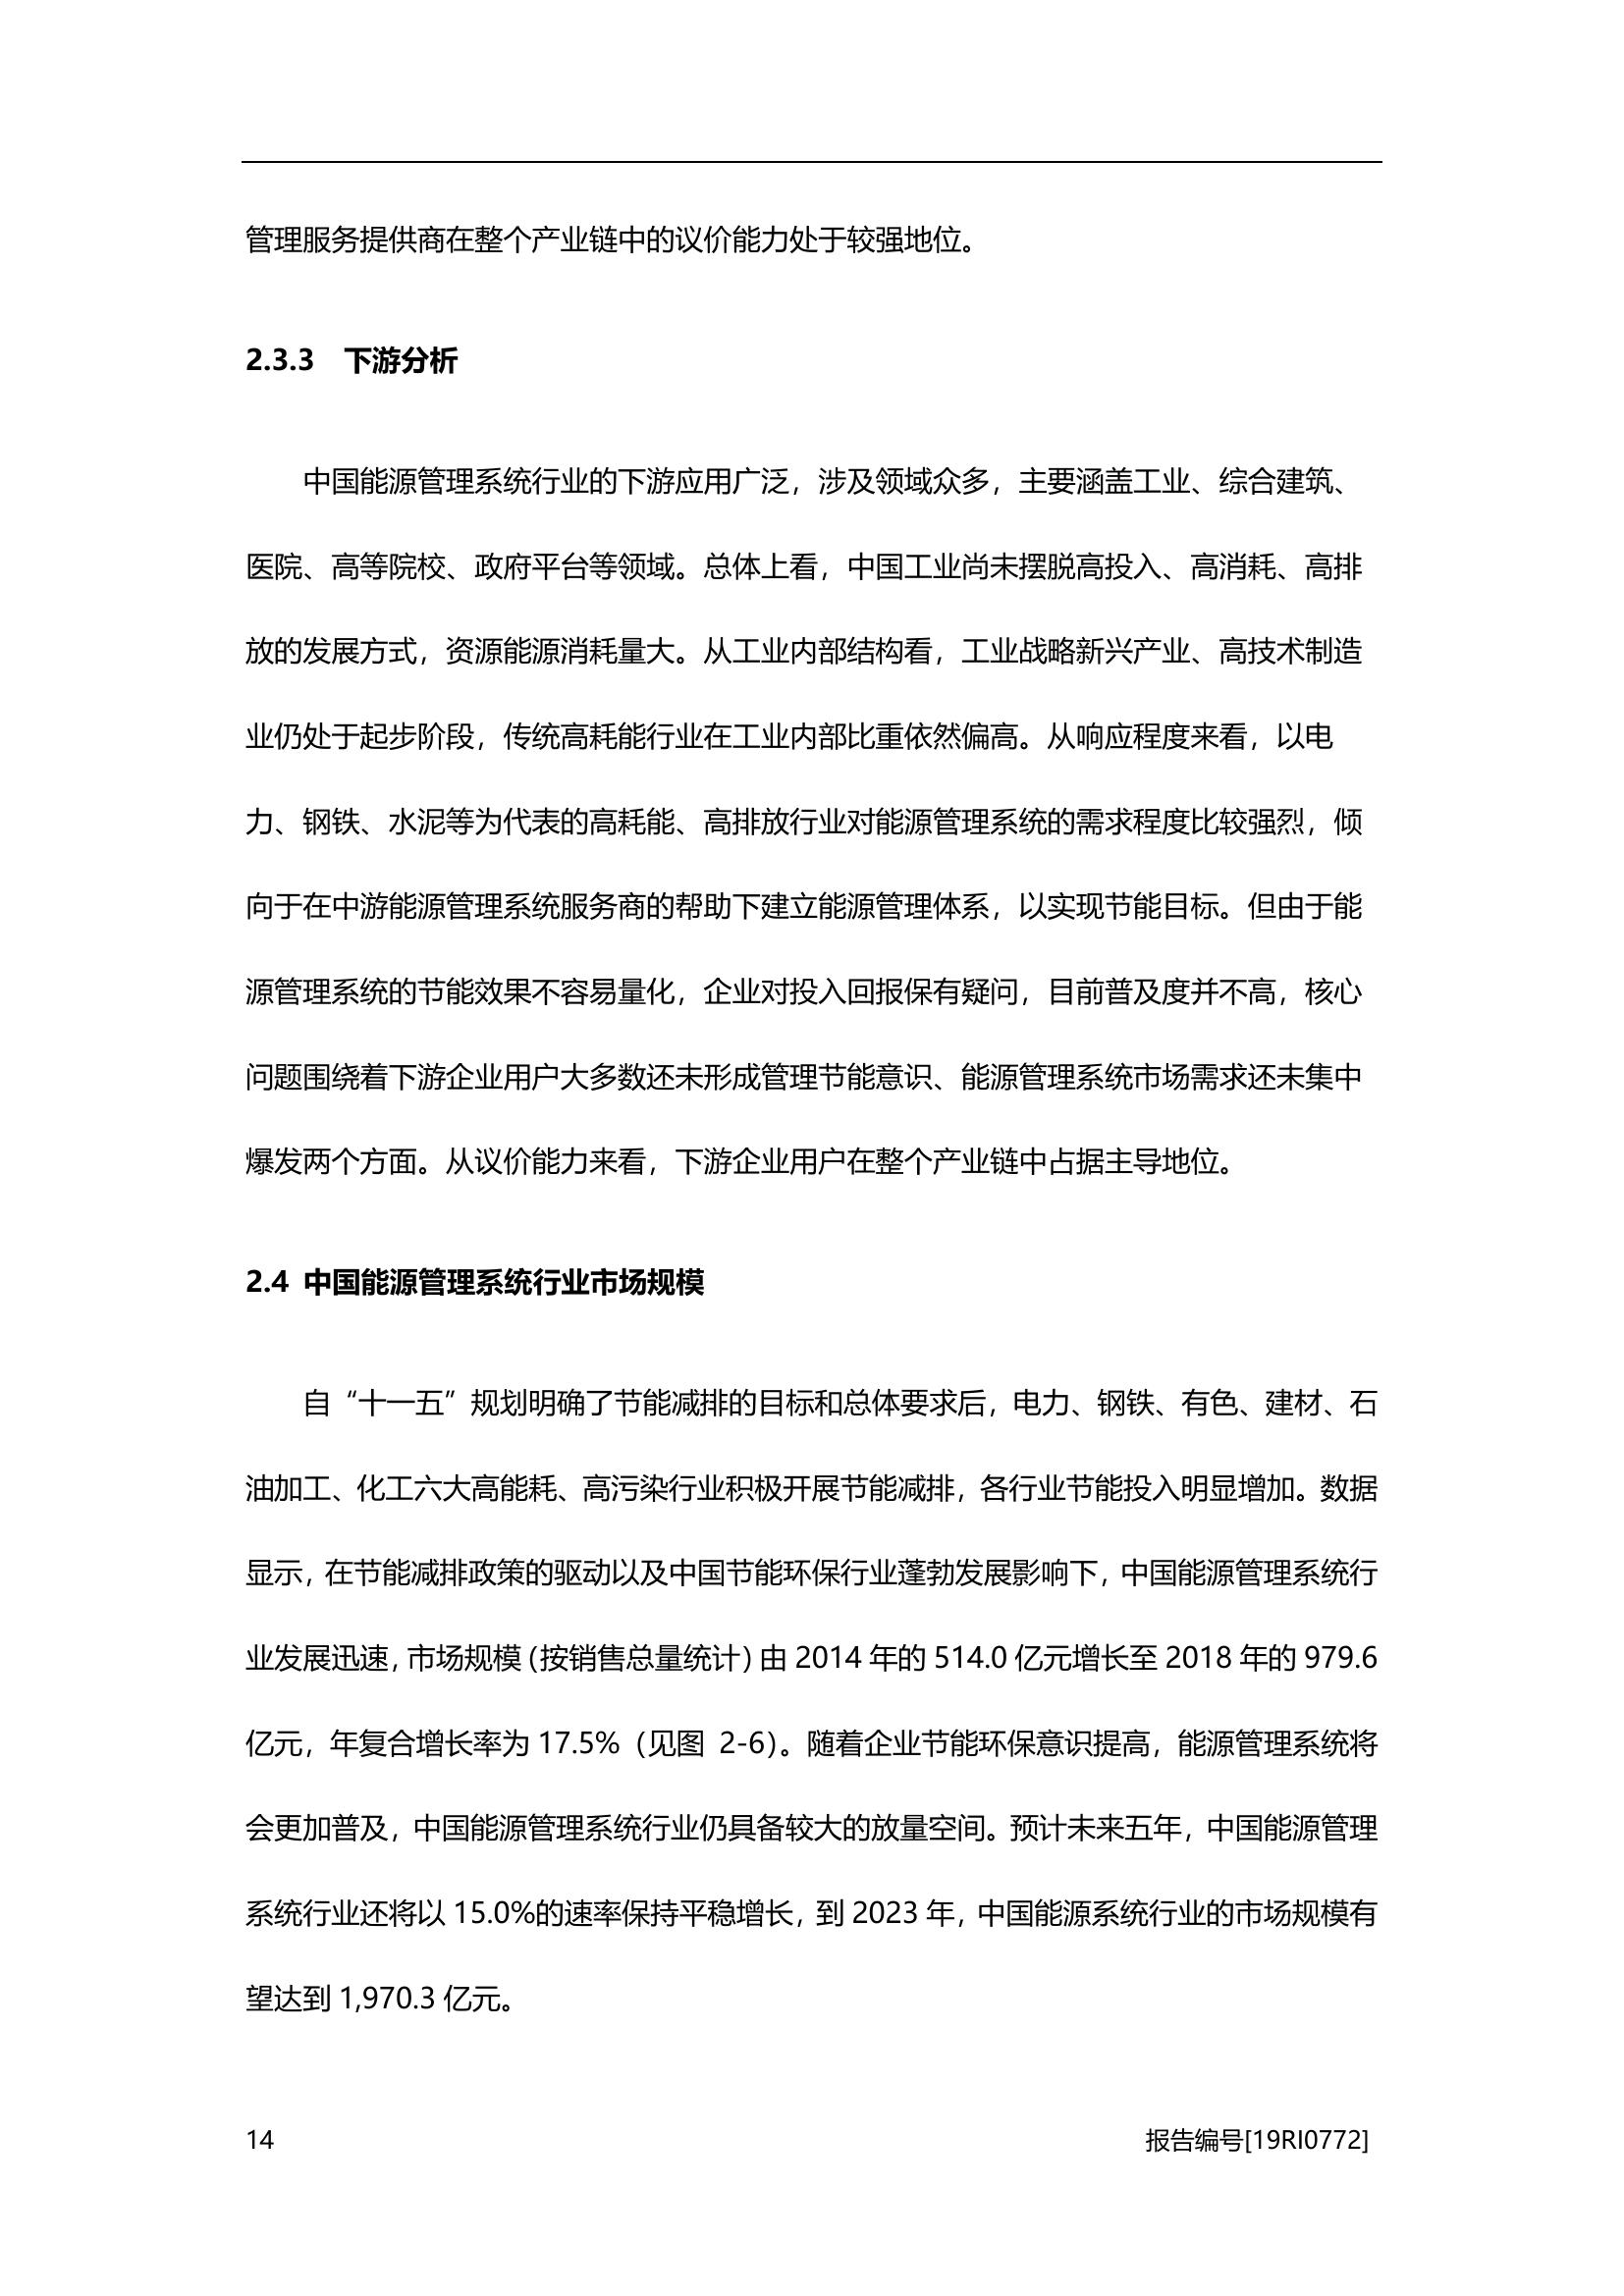 管理服务提供商在整个产业链中的议价能力处于较强地位。
2.3.3 下游分析
中国能源管理系统行业的下游应用广泛，涉及领域众多，主要涵盖工业、综合建筑、
医院、高等院校、政府平台等领域。总体上看，中国工业尚未摆脱高投入、高消耗、高排
放的发展方式，资源能源消耗量大。从工业内部结构看，工业战略新兴产业、高技术制造
业仍处于起步阶段，传统高耗能行业在工业内部比重依然偏高。从响应程度来看，以电
力、钢铁、水泥等为代表的高耗能、高排放行业对能源管理系统的需求程度比较强烈，倾
向于在中游能源管理系统服务商的帮助下建立能源管理体系，以实现节能目标。但由于能
源管理系统的节能效果不容易量化，企业对投入回报保有疑问，目前普及度并不高，核心
问题围绕着下游企业用户大多数还未形成管理节能意识、能源管理系统市场需求还未集中
爆发两个方面。从议价能力来看，下游企业用户在整个产业链中占据主导地位。
2.4 中国能源管理系统行业市场规模
自“十一五”规划明确了节能减排的目标和总体要求后，电力、钢铁、有色、建材、石
油加工、化工六大高能耗、高污染行业积极开展节能减排，各行业节能投入明显增加。数据
显示，在节能减排政策的驱动以及中国节能环保行业蓬勃发展影响下，中国能源管理系统行
业发展迅速，市场规模（按销售总量统计）由 2014 年的 514.0 亿元增长至 2018 年的 979.6
亿元，年复合增长率为 17.5%（见图 2-6）。随着企业节能环保意识提高，能源管理系统将
会更加普及，中国能源管理系统行业仍具备较大的放量空间。预计未来五年，中国能源管理
系统行业还将以 15.0%的速率保持平稳增长，到 2023 年，中国能源系统行业的市场规模有
望达到 1,970.3 亿元。
14 报告编号[19RI0772]